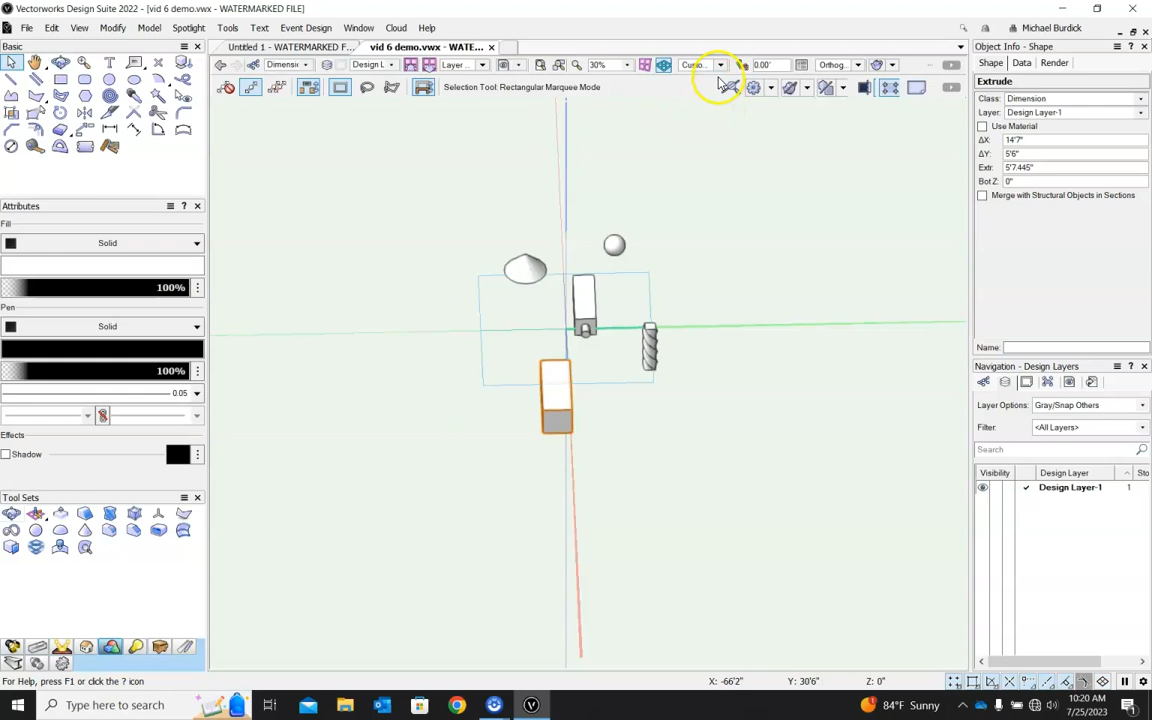 Vectorworks Design Suite 2022 - [vid 6 demo.vwx - WATERMARKED FILE]
File Edit View Modify Model Spotlight Tools Text Event Design Window Cloud Help
Michael Burdick
Basic
Untitled 1 - WATERMARKED F...
vid 6 demo.vwx - WATE...
Object Info - Shape
Dimensi...
Design L...
Layer ...
30%
Custo...
0.00'
Orthog...
Shape Data Render
Selection Tool: Rectangular Marquee Mode
Extrude
Class: Dimension
Layer: Design Layer-1
Use Material
ΔX: 14'7"
ΔY: 5'6"
Extr: 5'7.445"
Bot Z: 0"
Merge with Structural Objects in Sections
Attributes
Fill
Solid
100%
Pen
Solid
100%
0.05
Effects
Shadow
Name:
Navigation - Design Layers
Layer Options: Gray/Snap Others
Filter: <All Layers>
Search
Visibility Design Layer Sto
Design Layer-1 1
Tool Sets
For Help, press F1 or click the ? icon
X: -66'2" Y: 30'6" Z: 0"
Type here to search
84°F Sunny
10:20 AM
7/25/2023